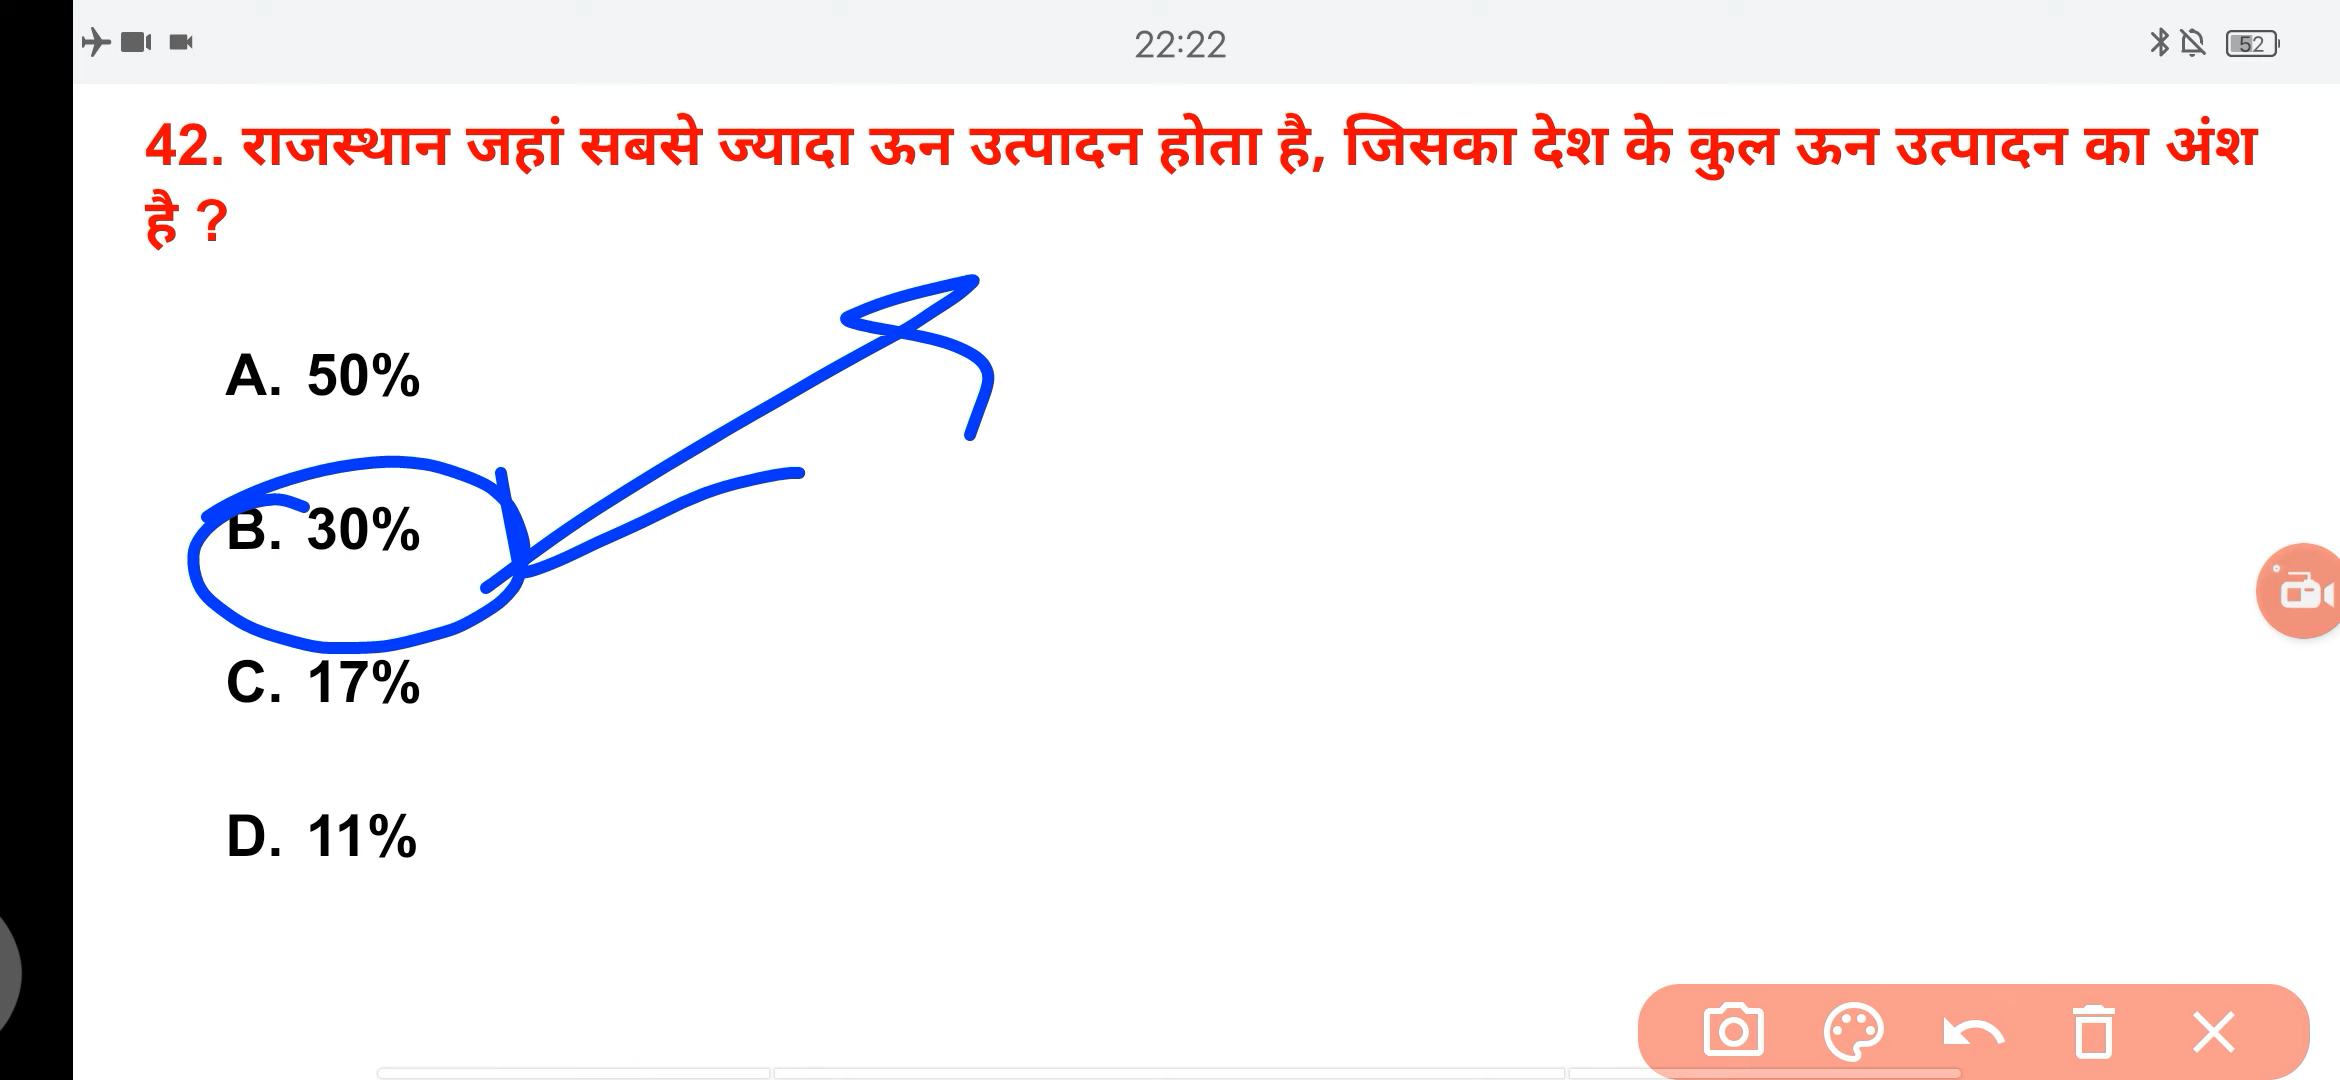 22:22
52
42. राजस्थान जहां सबसे ज्यादा ऊन उत्पादन होता है, जिसका देश के कुल ऊन उत्पादन का अंश
है ?
A. 50%
B. 30%
C. 17%
D. 11%